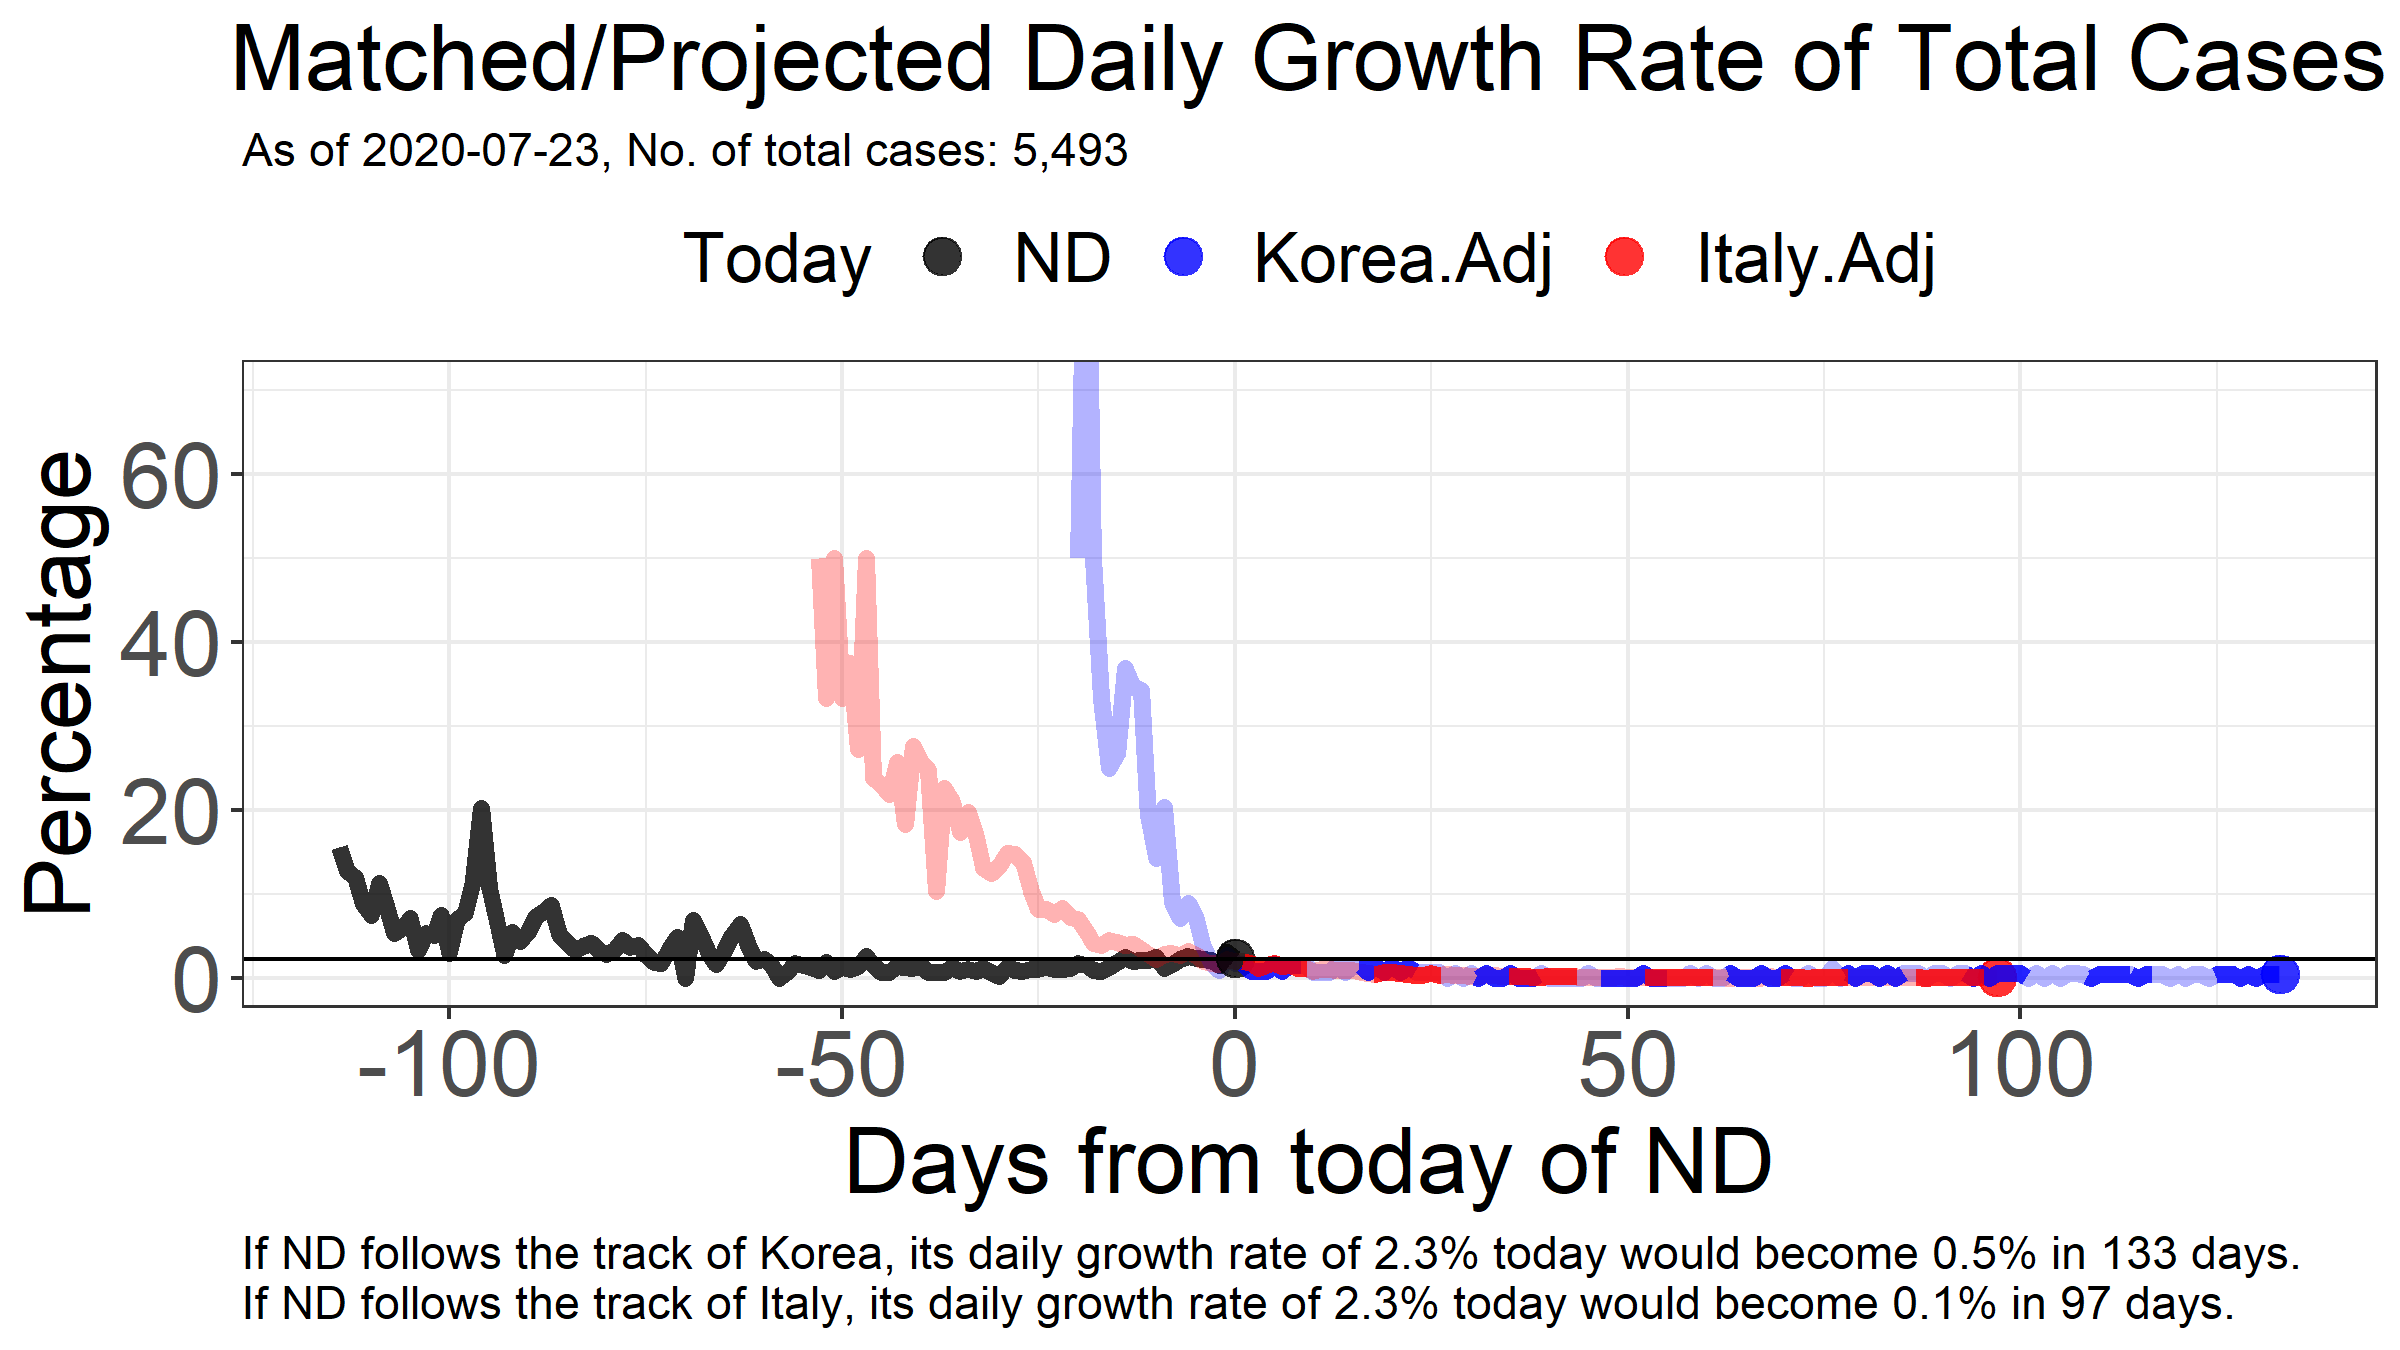 Matched/Projected Daily Growth Rate of Total Cases
As of 2020-07-23, No. of total cases: 5,493
Today ND Korea.Adj Italy.Adj
Percentage
60
40
20
0
-100 -50 0 50 100
Days from today of ND
If ND follows the track of Korea, its daily growth rate of 2.3% today would become 0.5% in 133 days.
If ND follows the track of Italy, its daily growth rate of 2.3% today would become 0.1% in 97 days.